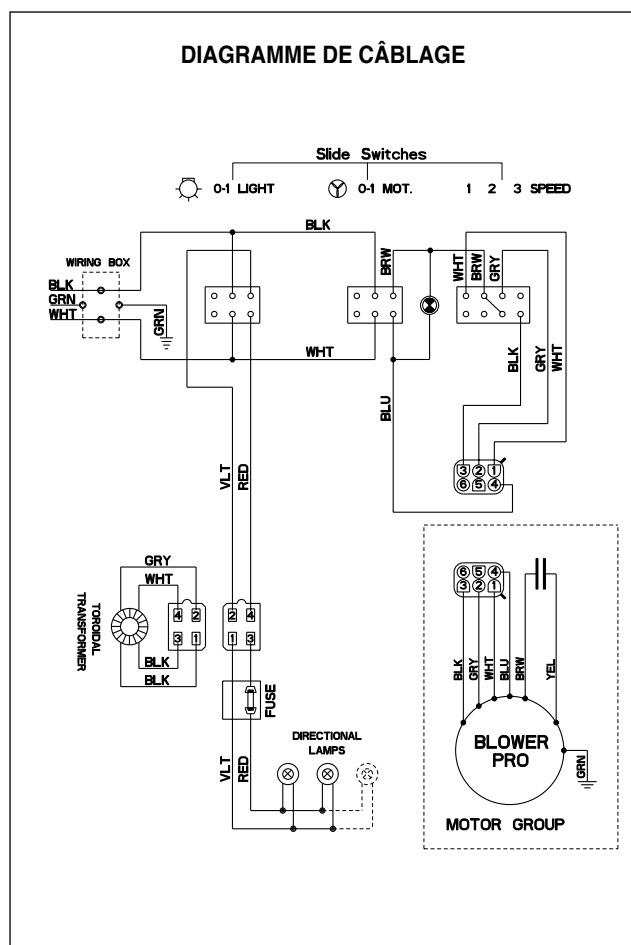 DIAGRAMME DE CÂBLAGE
Slide Switches
0-1 LIGHT
0-1 MOT.
1 2 3 SPEED
BLK
WIRING BOX
BLK
GRN
WHT
GRN
WHT
BRW
WHT
BRW
GRY
BLK
GRY
WHT
BLU
3 2 1
6 5 4
VLT
RED
GRY
WHT
TOROIDAL
TRANSFORMER
4 2
3 1
BLK
BLK
2 4
1 3
FUSE
VLT
RED
DIRECTIONAL
LAMPS
6 5 4
3 2 1
BLK
GRY
WHT
BLU
BRW
YEL
BLOWER
PRO
GRN
MOTOR GROUP